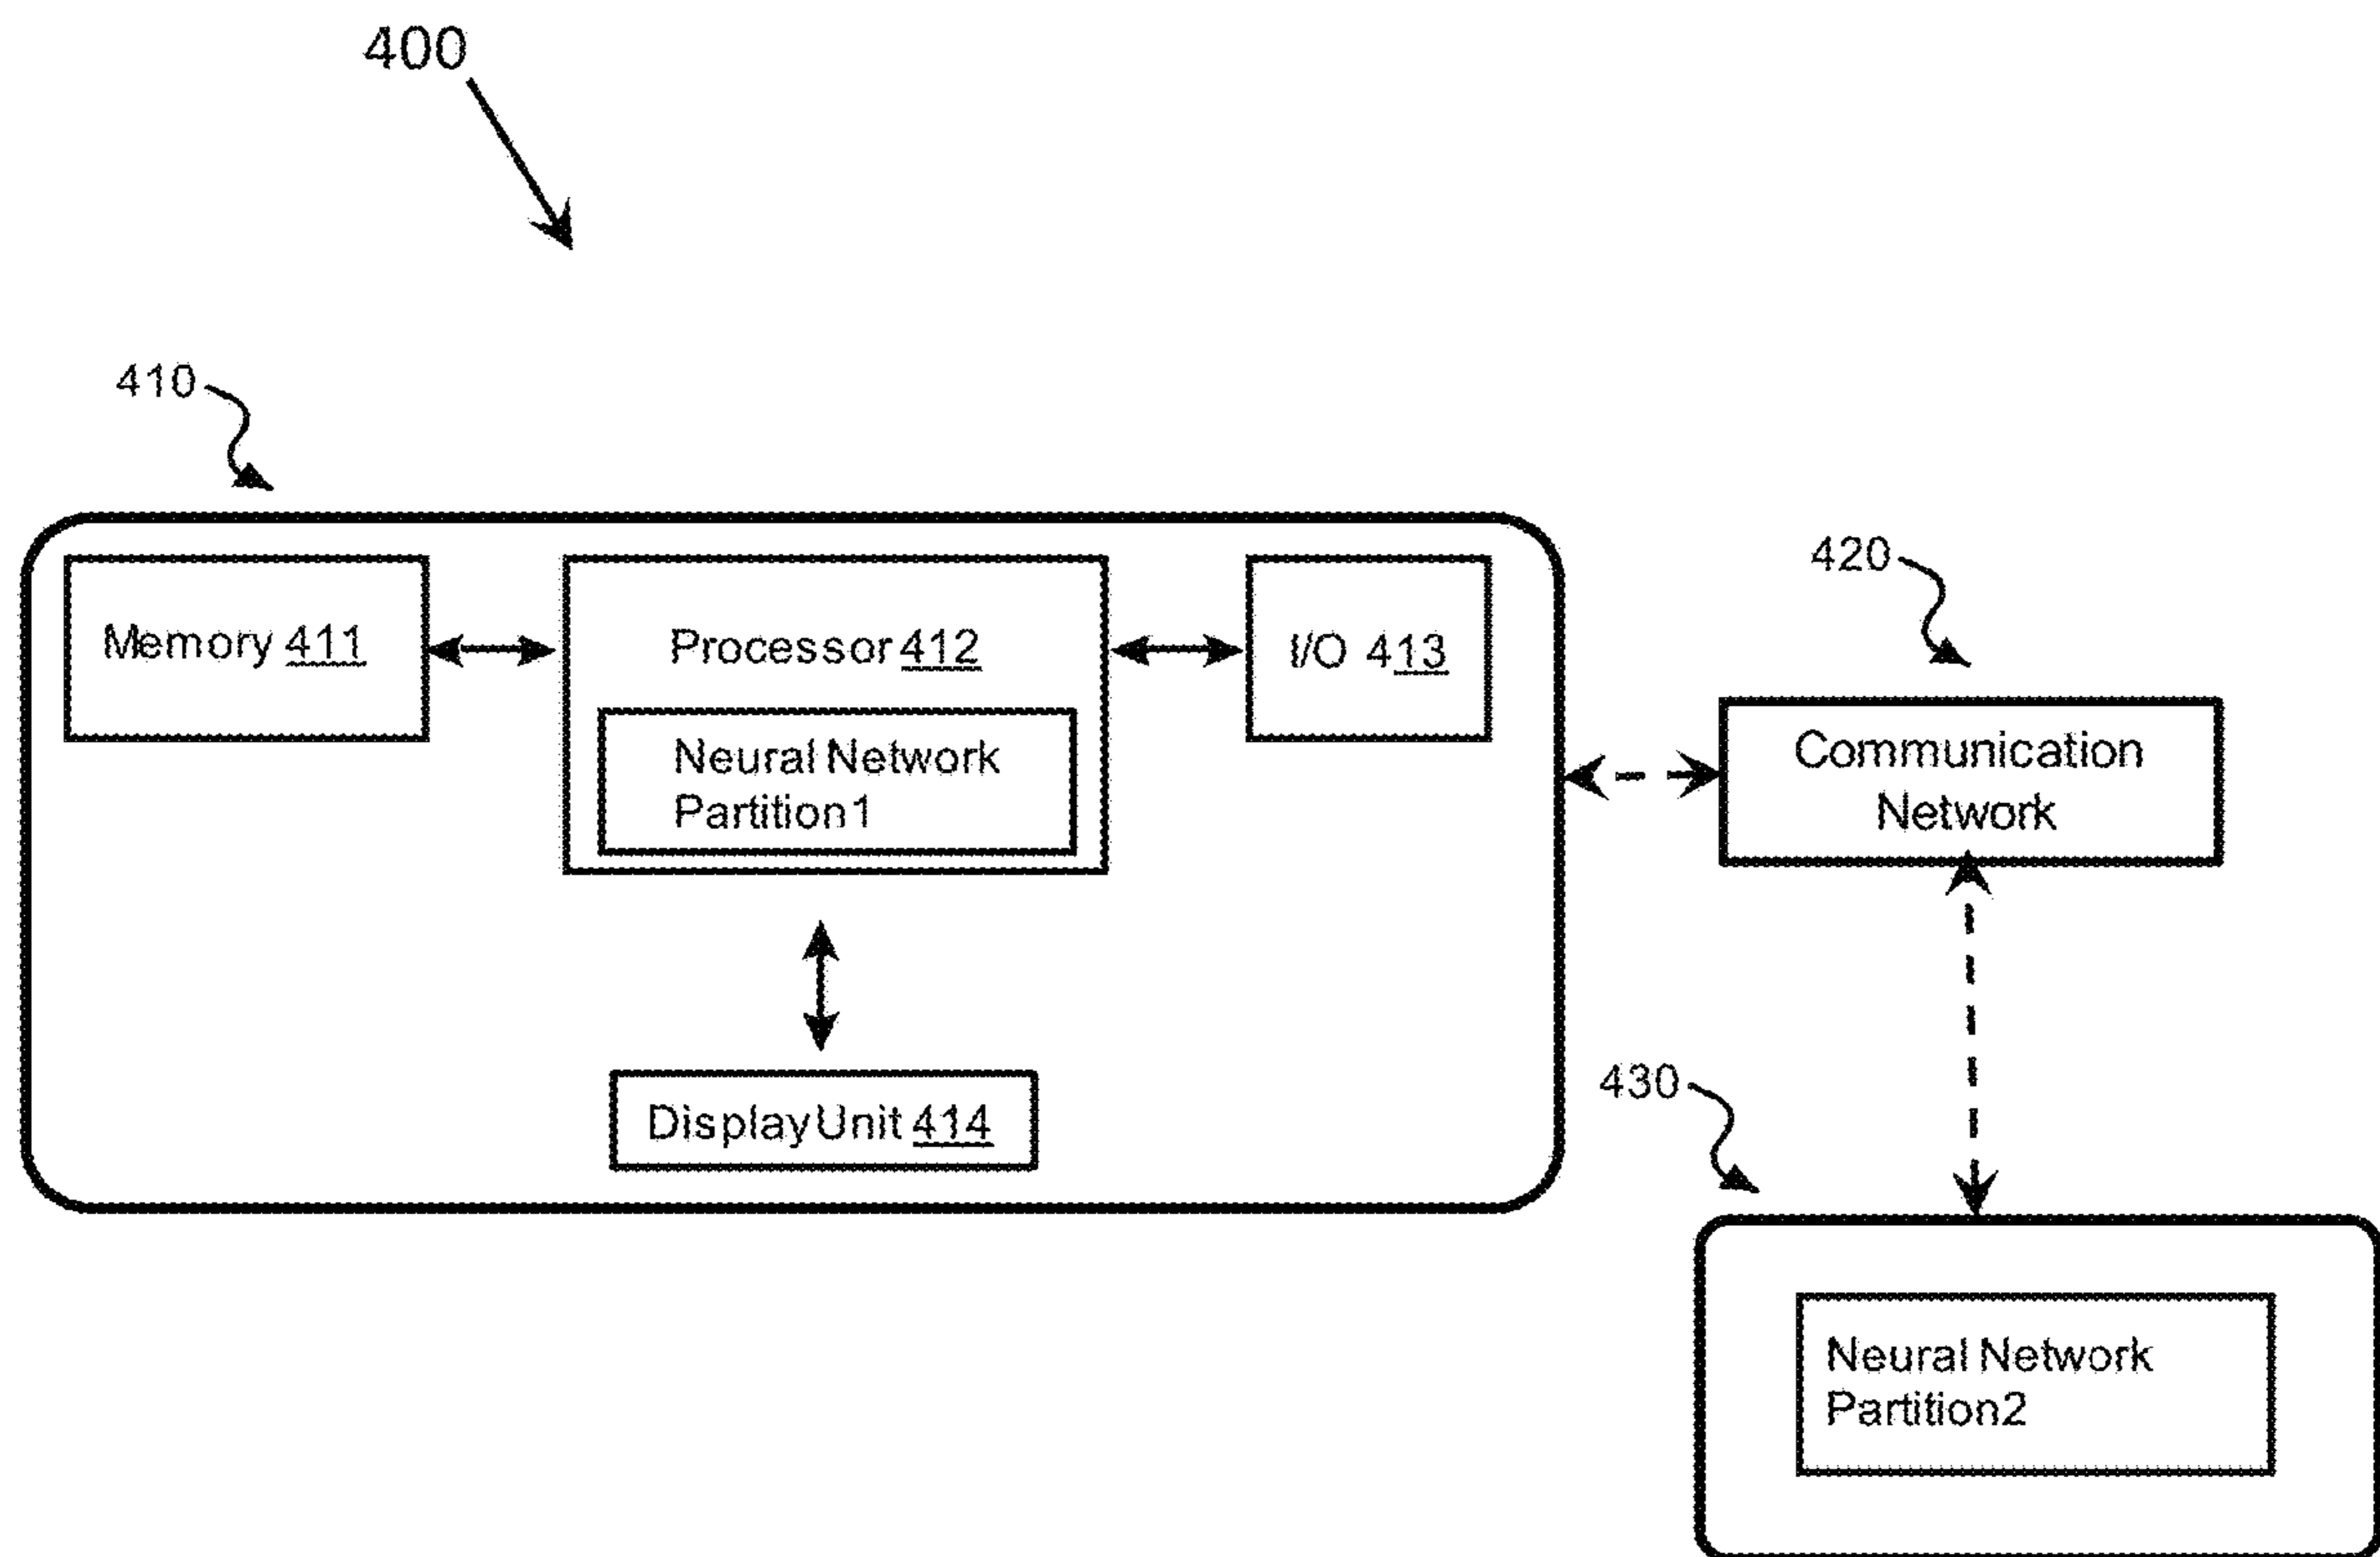 400
410
420
Memory 411
Processor 412
I/O 413
Neural Network
Partition1
Communication
Network
Display Unit 414
430
Neural Network
Partition2